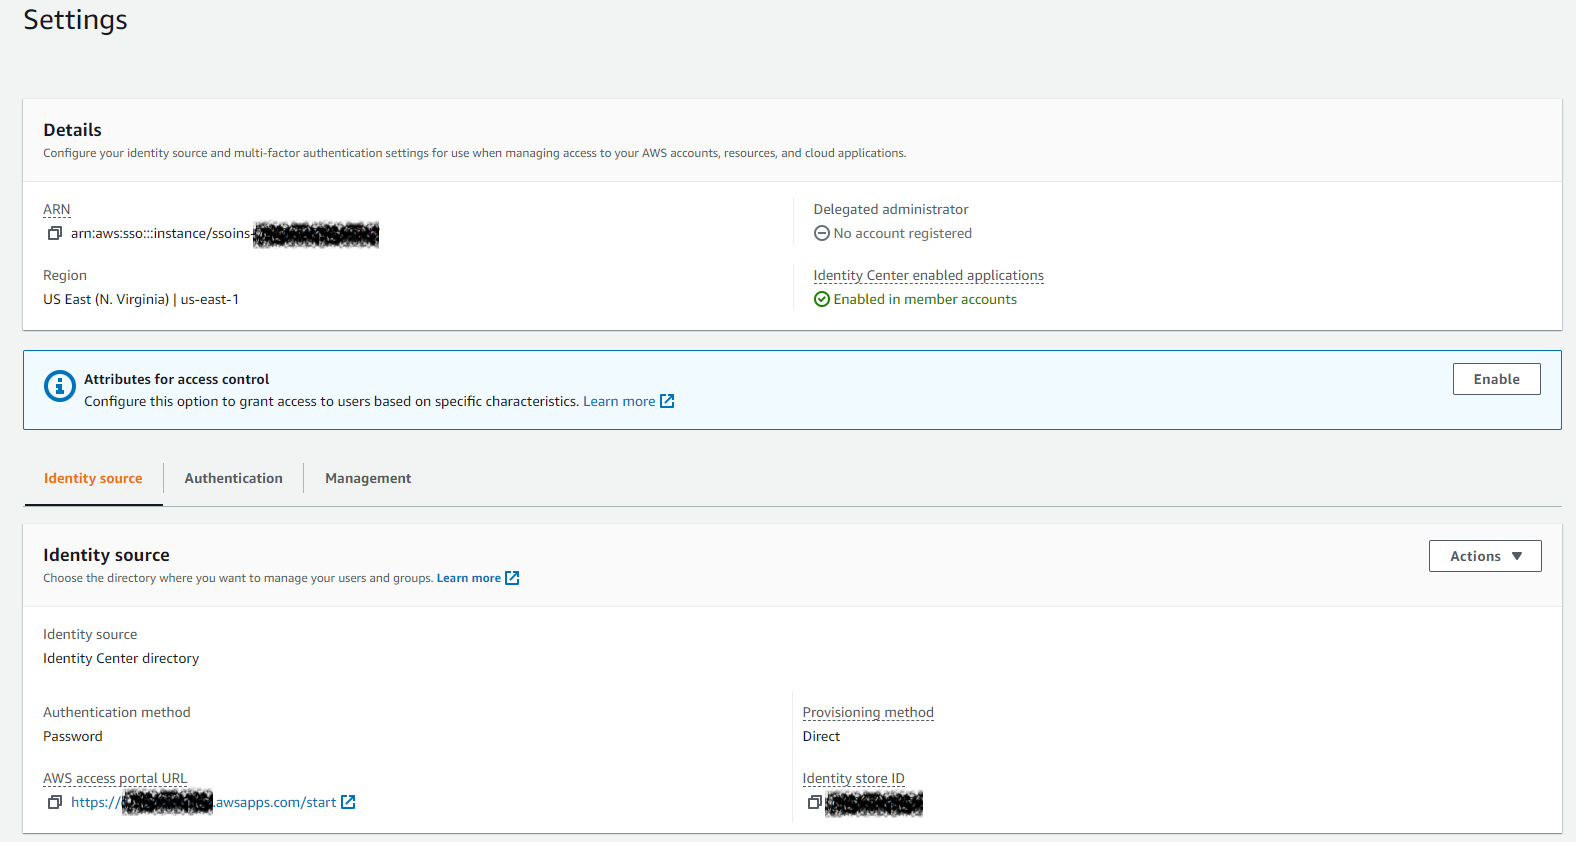 Settings
Details
Configure your identity source and multi-factor authentication settings for use when managing access to your AWS accounts, resources, and cloud applications.
ARN
arn:aws:sso:::instance/ssoins-
Delegated administrator
No account registered
Region
US East (N. Virginia) | us-east-1
Identity Center enabled applications
Enabled in member accounts
Attributes for access control
Configure this option to grant access to users based on specific characteristics. Learn more
Enable
Identity source
Authentication
Management
Identity source
Choose the directory where you want to manage your users and groups. Learn more
Actions
Identity source
Identity Center directory
Authentication method
Password
Provisioning method
Direct
AWS access portal URL
https:// .awsapps.com/start
Identity store ID